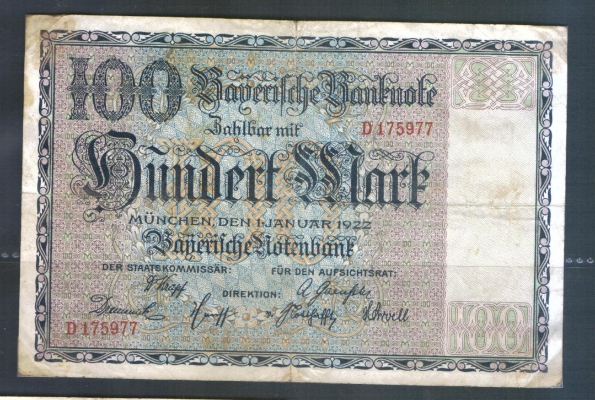 100 Bayerische Banknote
Zahlbar mit D 175977
Hundert Mark
MÜNCHEN, DEN 1. JANUAR 1922
Bayerische Notenbank
DER STAATSKOMMISSÄR: FÜR DEN AUFSICHTSRAT:
DIREKTION:
D 175977
100